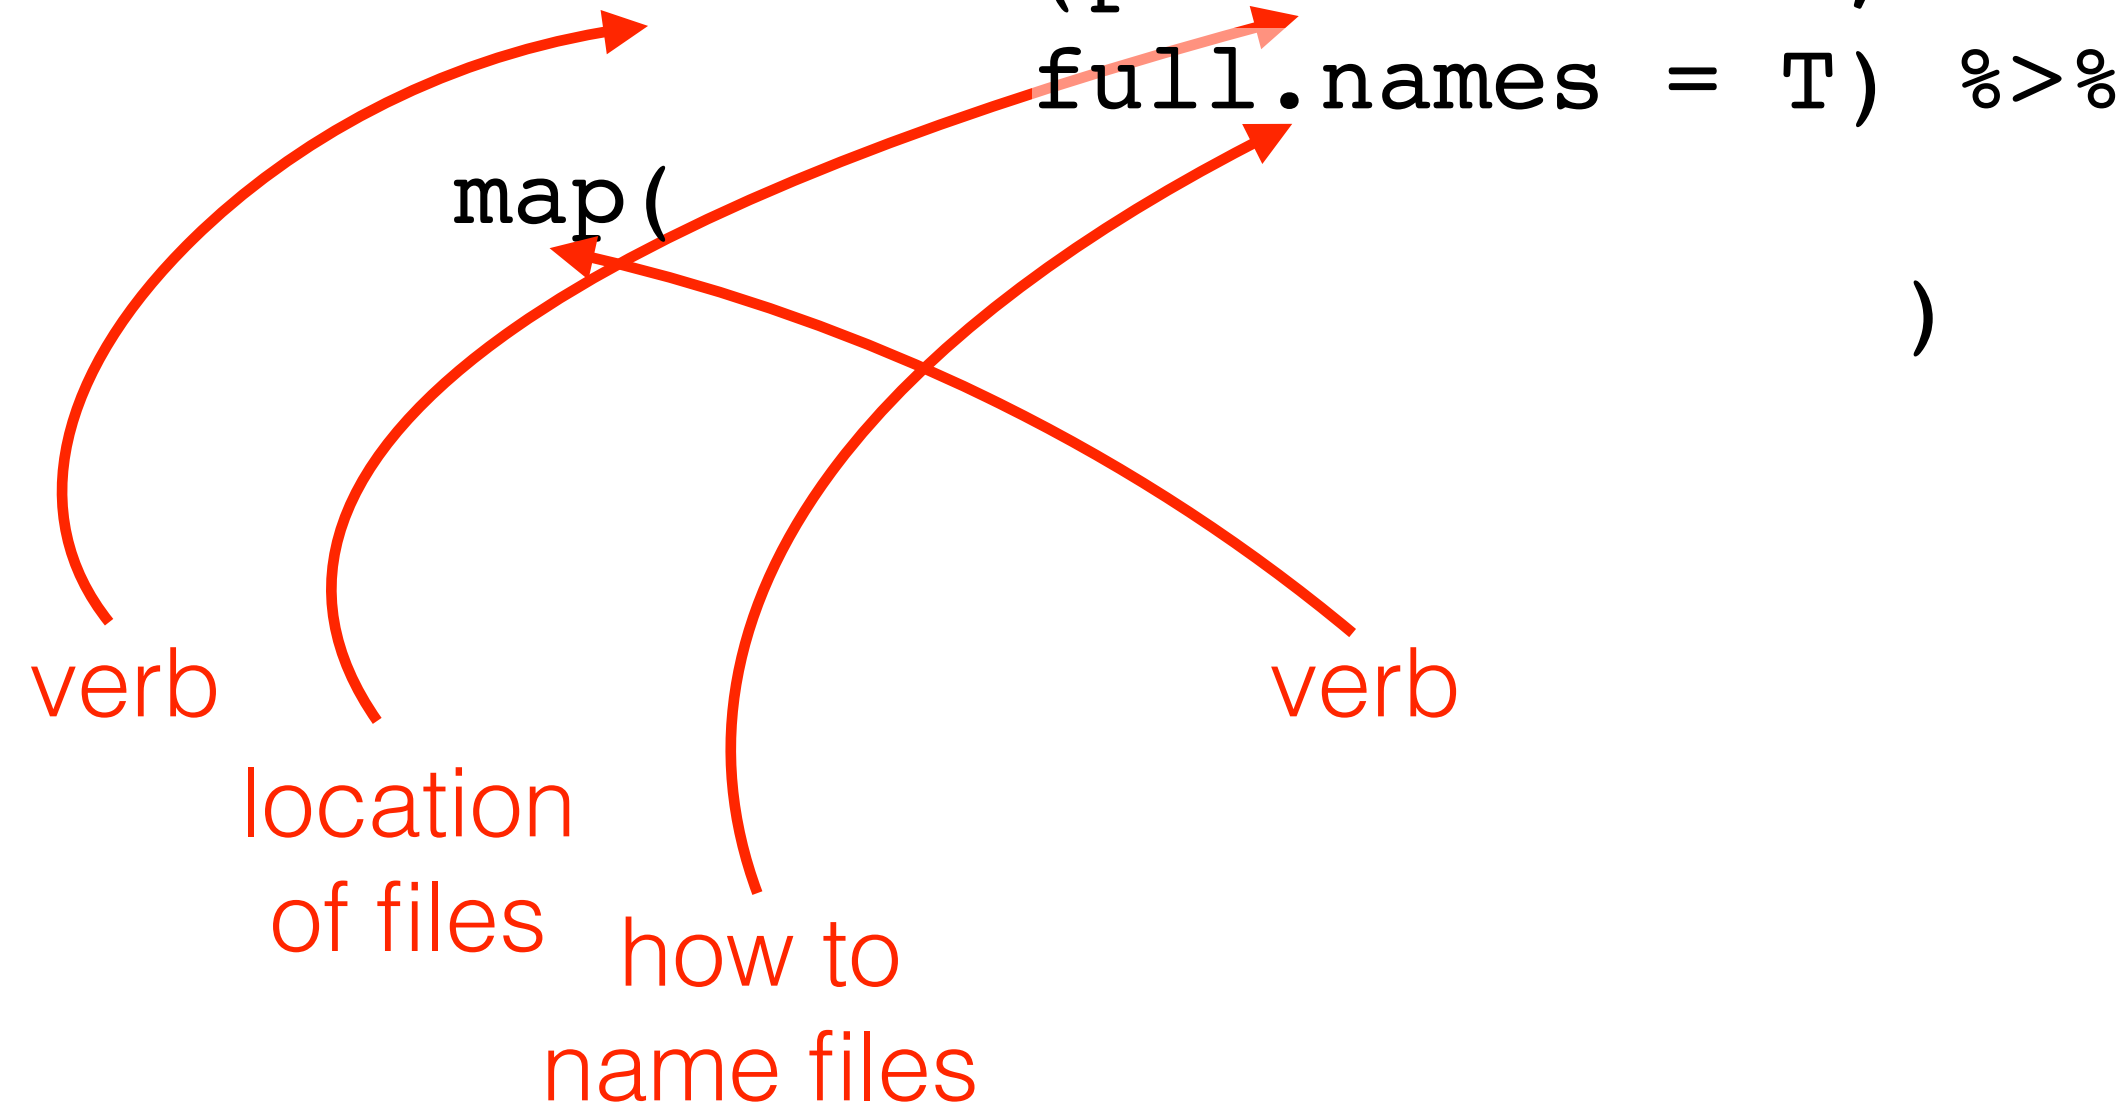 full.names = T) %>%
map(
)
verb
verb
location
of files
how to
name files